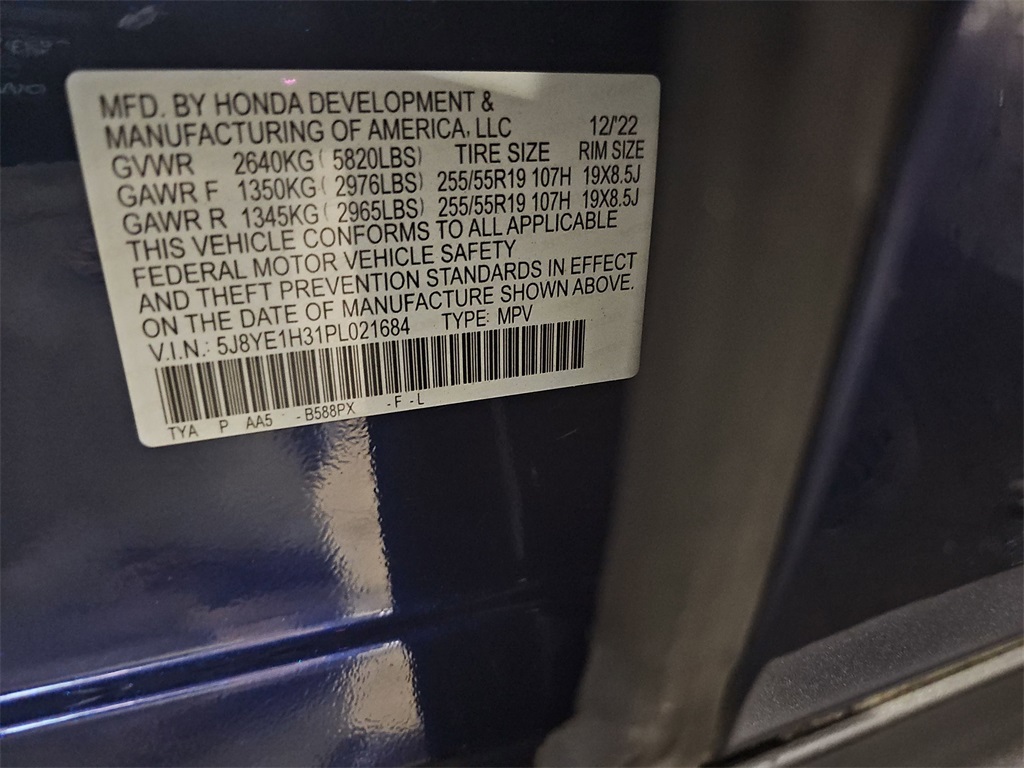 MFD. BY HONDA DEVELOPMENT &
MANUFACTURING OF AMERICA, LLC 12/'22
GVWR 2640KG ( 5820LBS) TIRE SIZE RIM SIZE
GAWR F 1350KG ( 2976LBS) 255/55R19 107H 19X8.5J
GAWR R 1345KG ( 2965LBS) 255/55R19 107H 19X8.5J
THIS VEHICLE CONFORMS TO ALL APPLICABLE
FEDERAL MOTOR VEHICLE SAFETY
AND THEFT PREVENTION STANDARDS IN EFFECT
ON THE DATE OF MANUFACTURE SHOWN ABOVE.
V.I.N.: 5J8YE1H31PL021684 TYPE: MPV
TYA P AA5 -B588PX -F -L